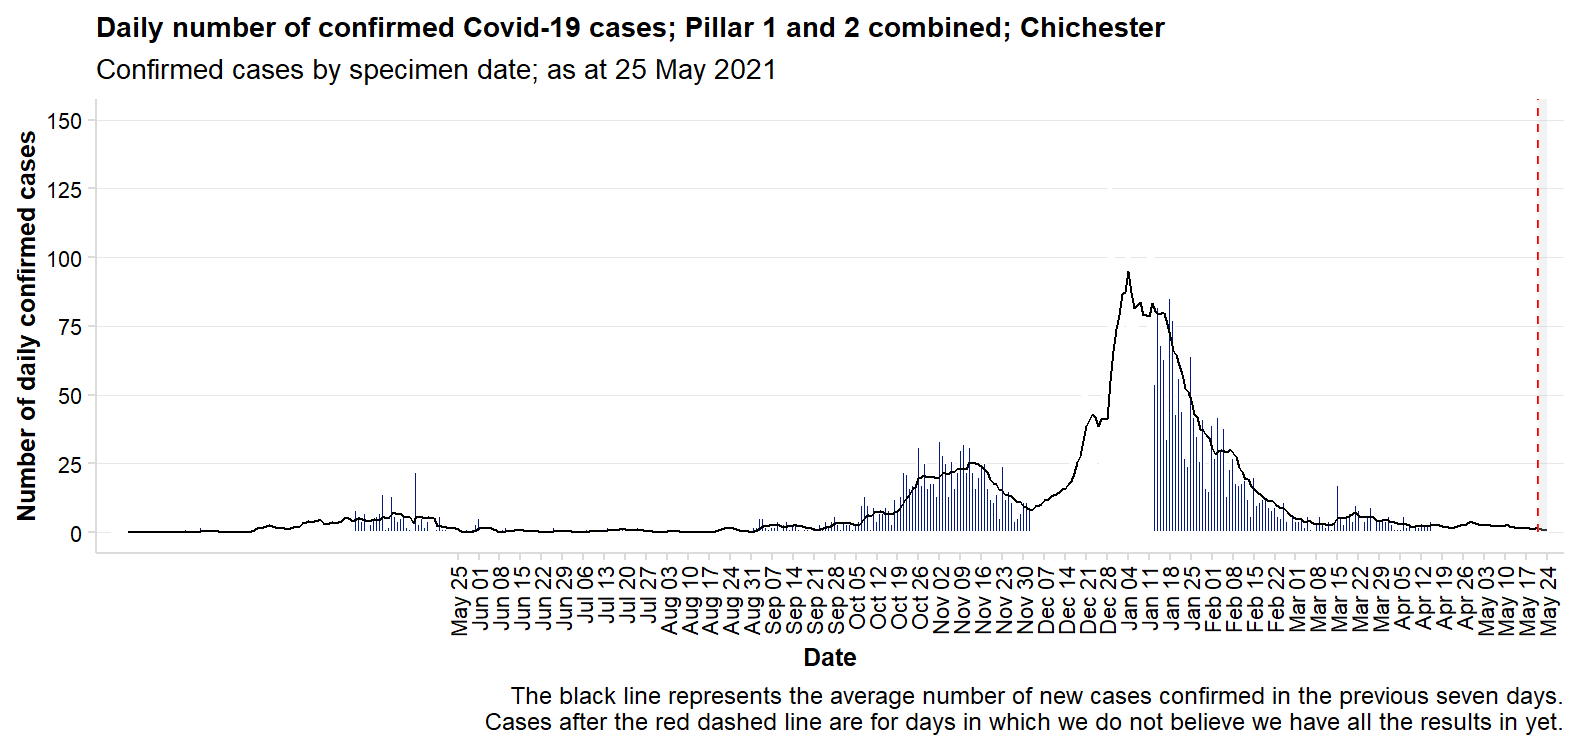 Daily number of confirmed Covid-19 cases; Pillar 1 and 2 combined; Chichester
Confirmed cases by specimen date; as at 25 May 2021
Number of daily confirmed cases
150
125
100
75
50
25
0
May 25
Jun 01
Jun 08
Jun 15
Jun 22
Jun 29
Jul 06
Jul 13
Jul 20
Jul 27
Aug 03
Aug 10
Aug 17
Aug 24
Aug 31
Sep 07
Sep 14
Sep 21
Sep 28
Oct 05
Oct 12
Oct 19
Oct 26
Nov 02
Nov 09
Nov 16
Nov 23
Nov 30
Dec 07
Dec 14
Dec 21
Dec 28
Jan 04
Jan 11
Jan 18
Jan 25
Feb 01
Feb 08
Feb 15
Feb 22
Mar 01
Mar 08
Mar 15
Mar 22
Mar 29
Apr 05
Apr 12
Apr 19
Apr 26
May 03
May 10
May 17
May 24
Date
The black line represents the average number of new cases confirmed in the previous seven days.
Cases after the red dashed line are for days in which we do not believe we have all the results in yet.